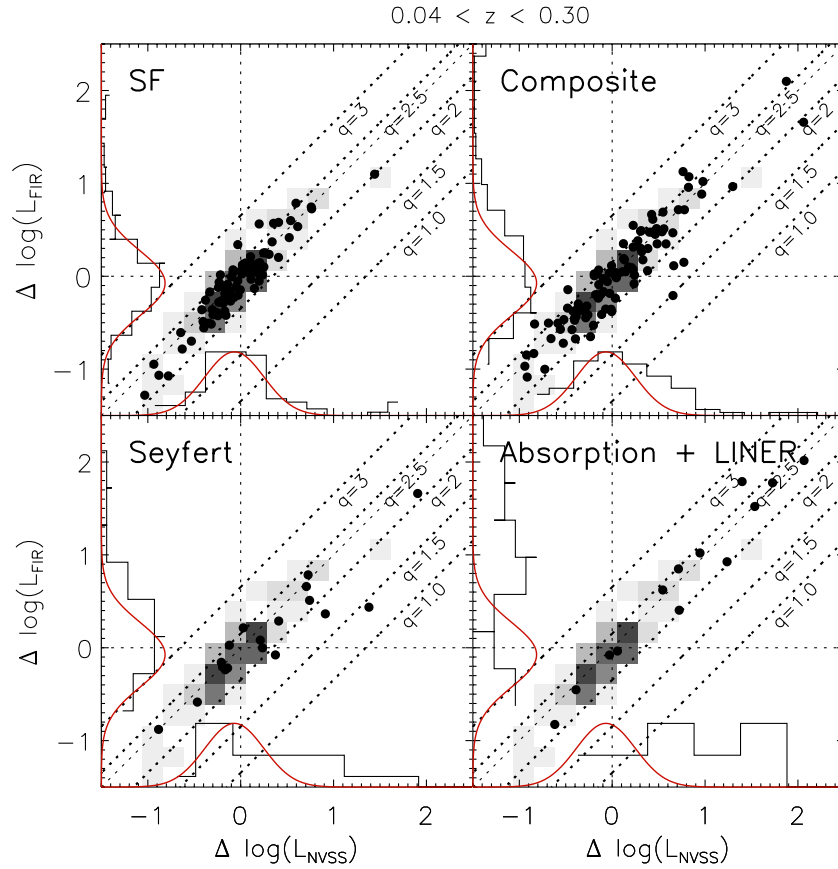 0.04 < z < 0.30
SF
Composite
q=3
q=2.5
q=2
q=1.5
q=1.0
q=3
q=2.5
q=2
q=1.5
q=1.0
2
1
0
−1
Δ log(L_FIR)
Seyfert
Absorption + LINER
q=3
q=2.5
q=2
q=1.5
q=1.0
q=3
q=2.5
q=2
q=1.5
q=1.0
2
1
0
−1
Δ log(L_FIR)
−1 0 1 2
−1 0 1 2
Δ log(L_NVSS)
Δ log(L_NVSS)